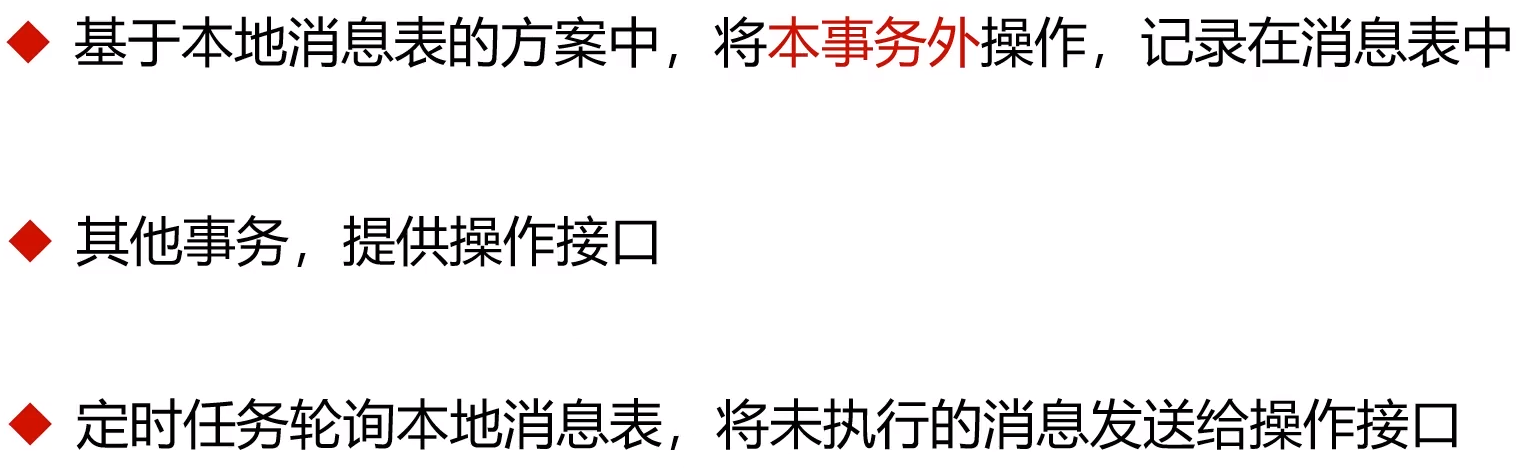 基于本地消息表的方案中，将本事务外操作，记录在消息表中
其他事务，提供操作接口
定时任务轮询本地消息表，将未执行的消息发送给操作接口